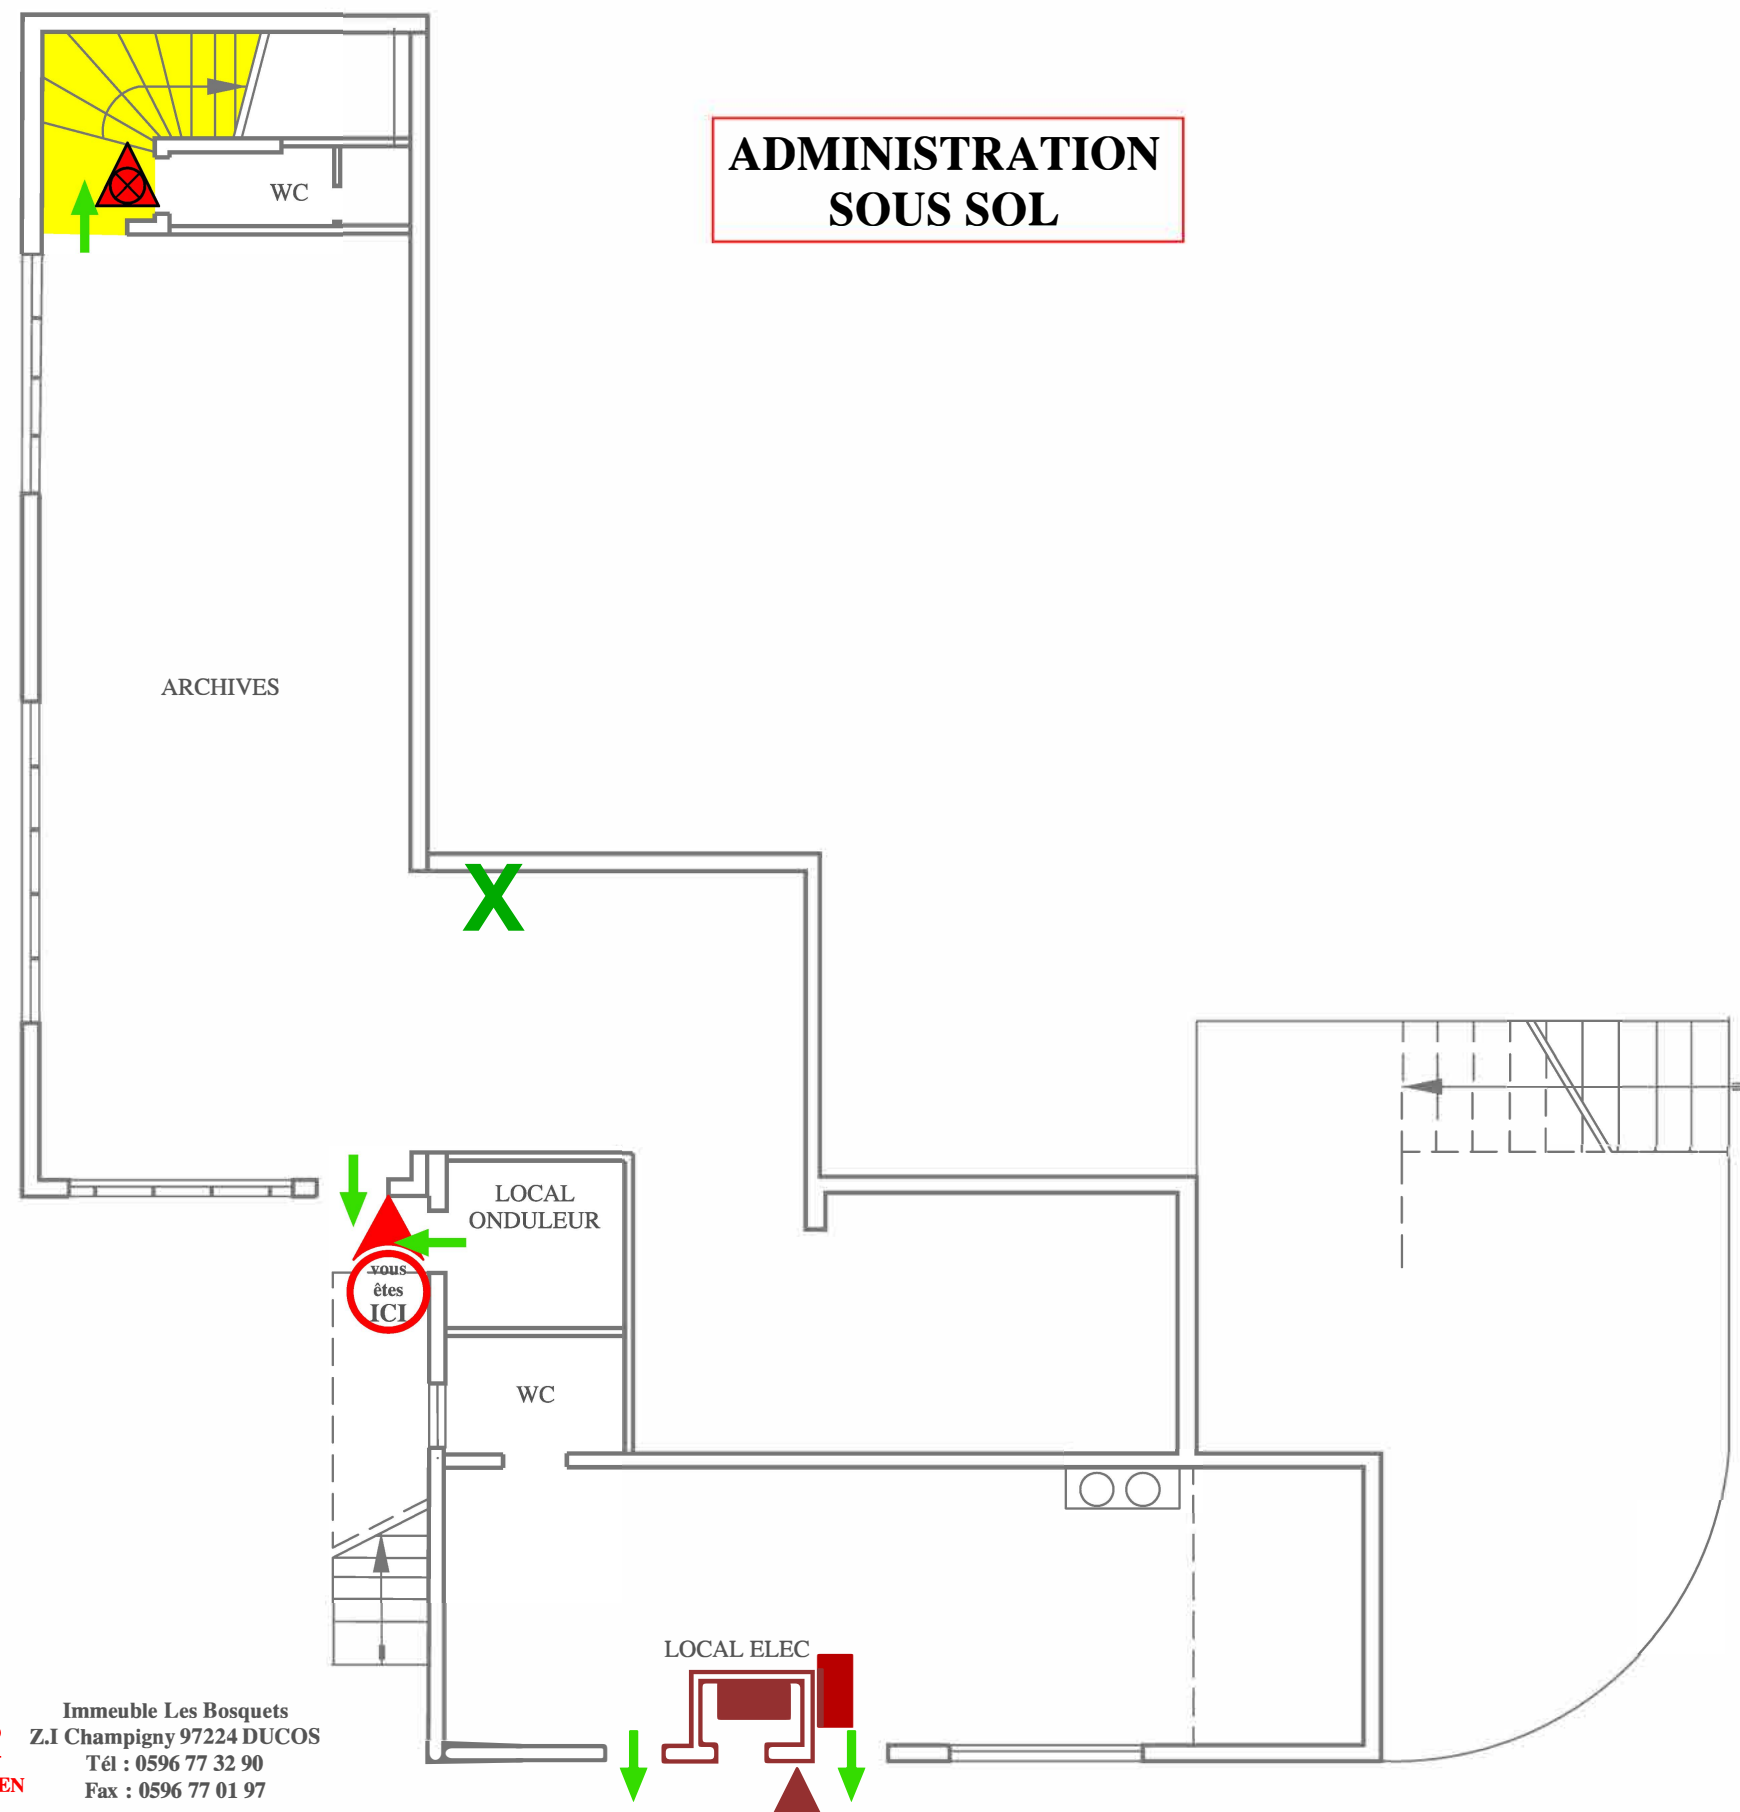 ADMINISTRATION
SOUS SOL
WC
ARCHIVES
X
LOCAL
ONDULEUR
vous
êtes
ICI
WC
LOCAL ELEC
Immeuble Les Bosquets
Z.I Champigny 97224 DUCOS
Tél : 0596 77 32 90
EN
Fax : 0596 77 01 97